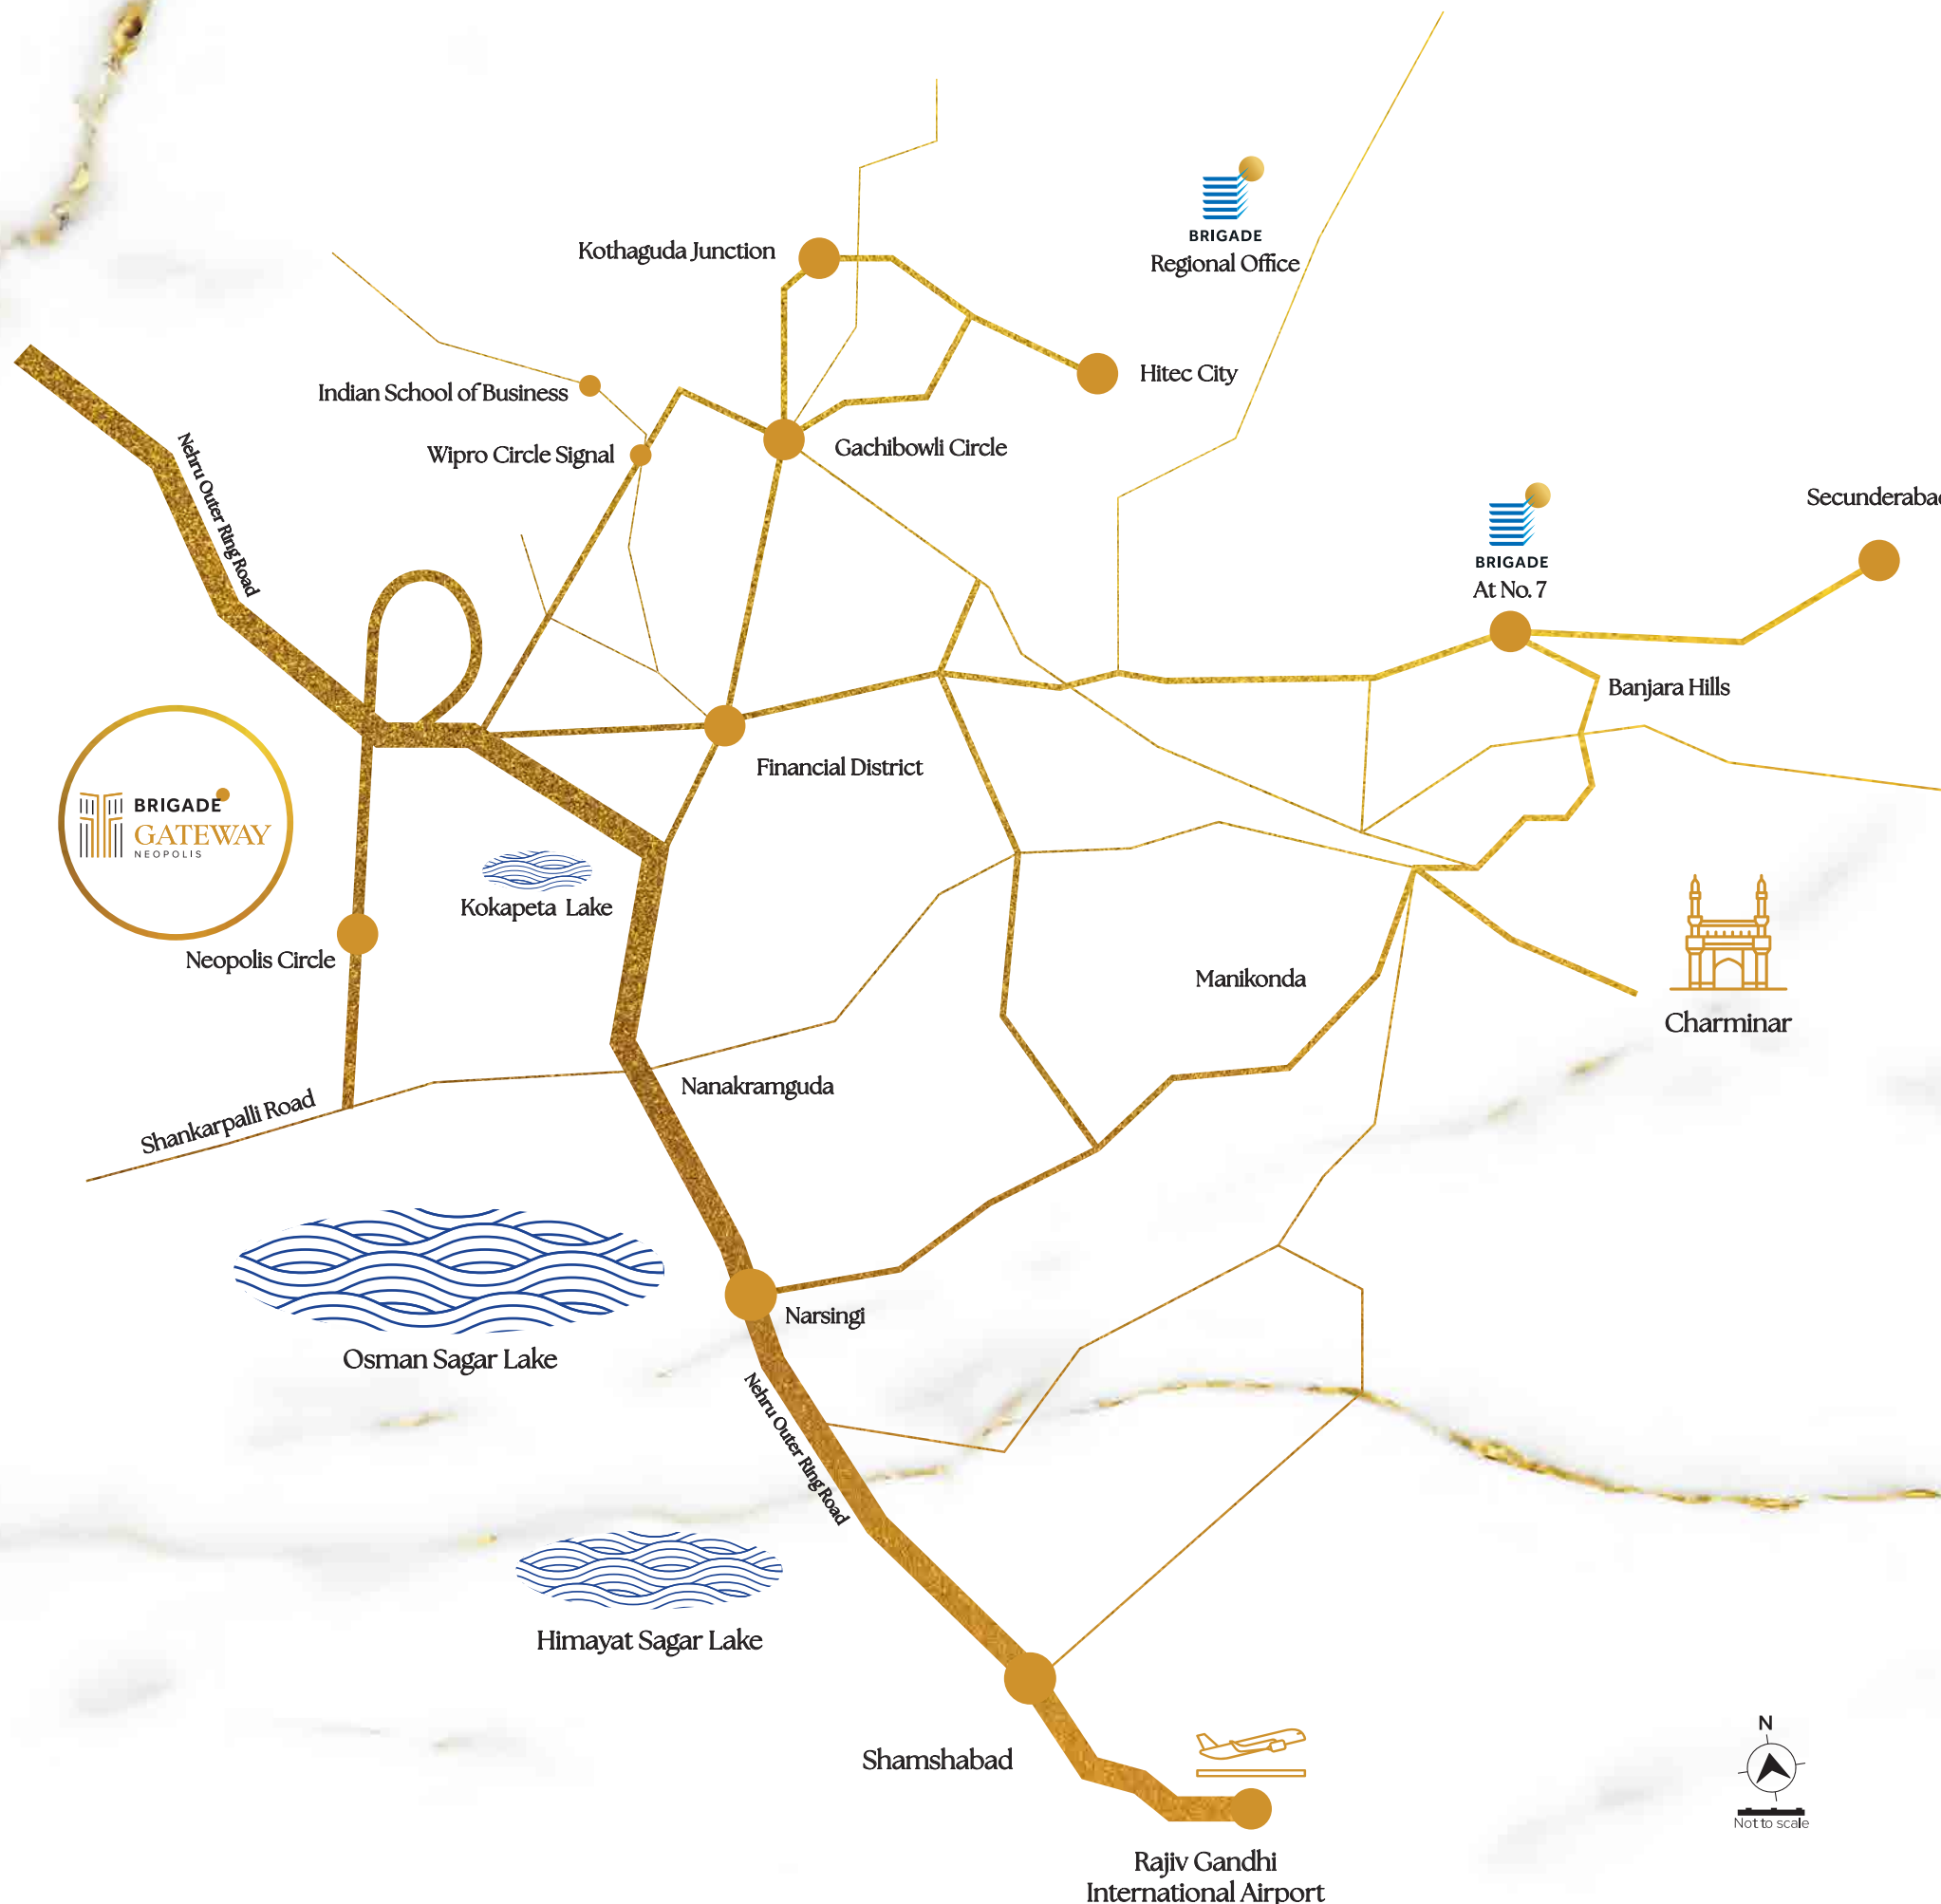 BRIGADE
Regional Office
Kothaguda Junction
Hitec City
Indian School of Business
Wipro Circle Signal
Gachibowli Circle
Nehru Outer Ring Road
Secunderabad
BRIGADE
At No. 7
Banjara Hills
Financial District
BRIGADE
GATEWAY
NEOPOLIS
Kokapeta Lake
Neopolis Circle
Manikonda
Charminar
Nanakramguda
Shankarpalli Road
Narsingi
Osman Sagar Lake
Nehru Outer Ring Road
Himayat Sagar Lake
Shamshabad
N
Not to scale
Rajiv Gandhi
International Airport